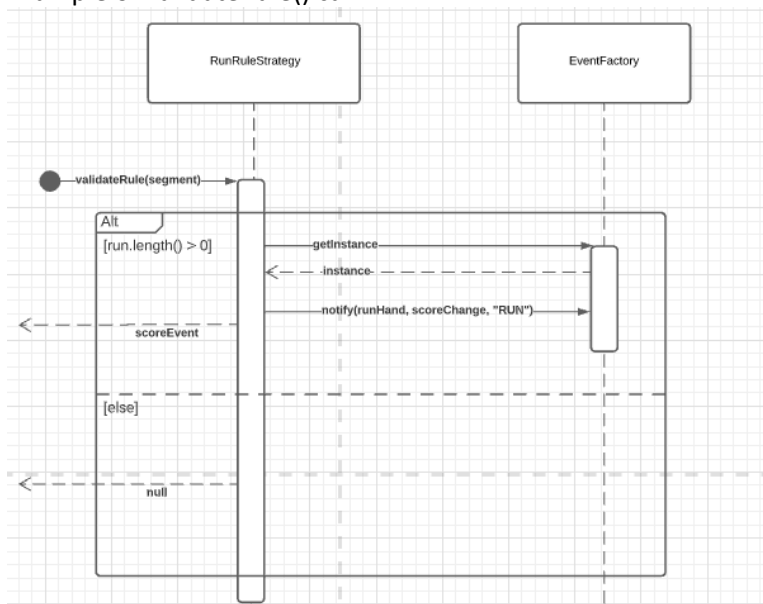 RunRuleStrategy
EventFactory
validateRule(segment)
Alt
[run.length() > 0]
getInstance
instance
notify(runHand, scoreChange, "RUN")
scoreEvent
[else]
null